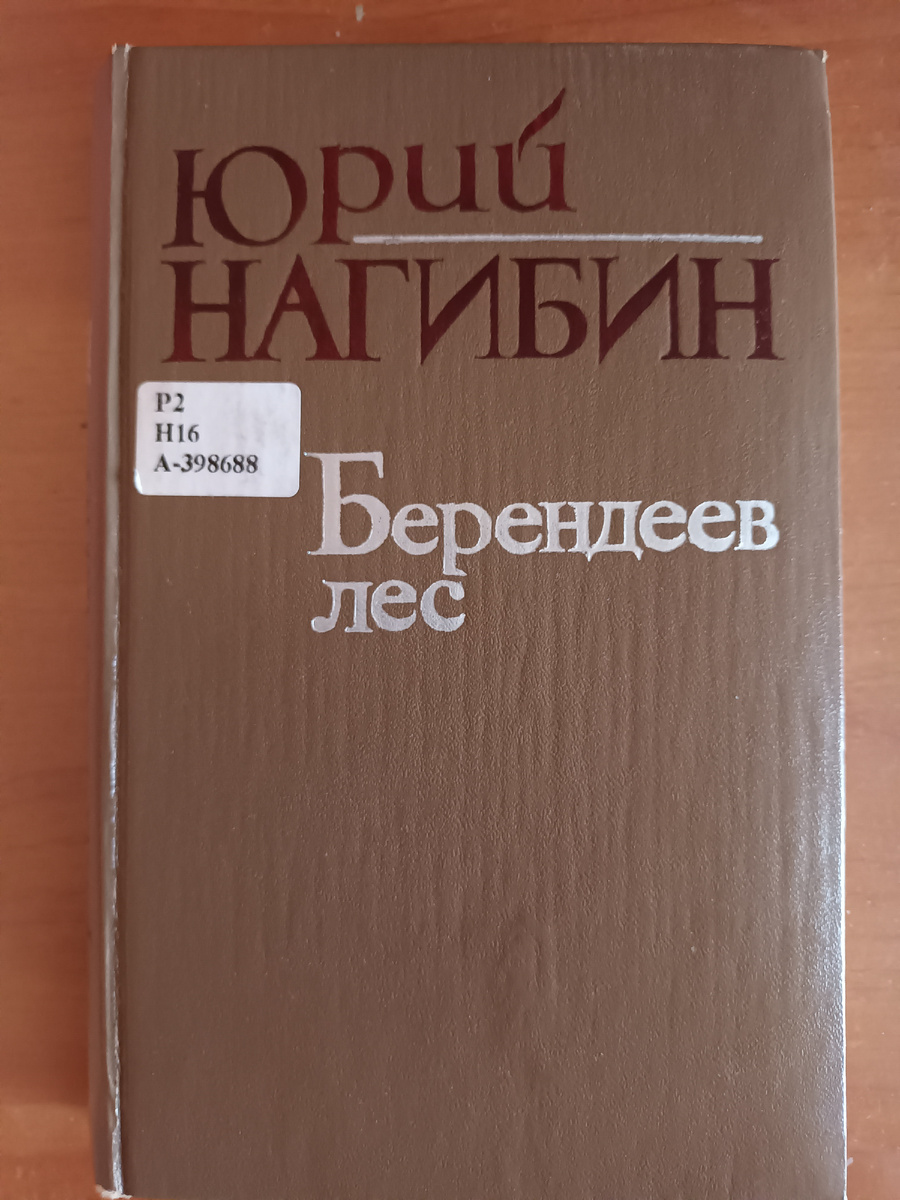 Юрий
НАГИБИН
Р2
Н16
А-398688
Берендеев
лес